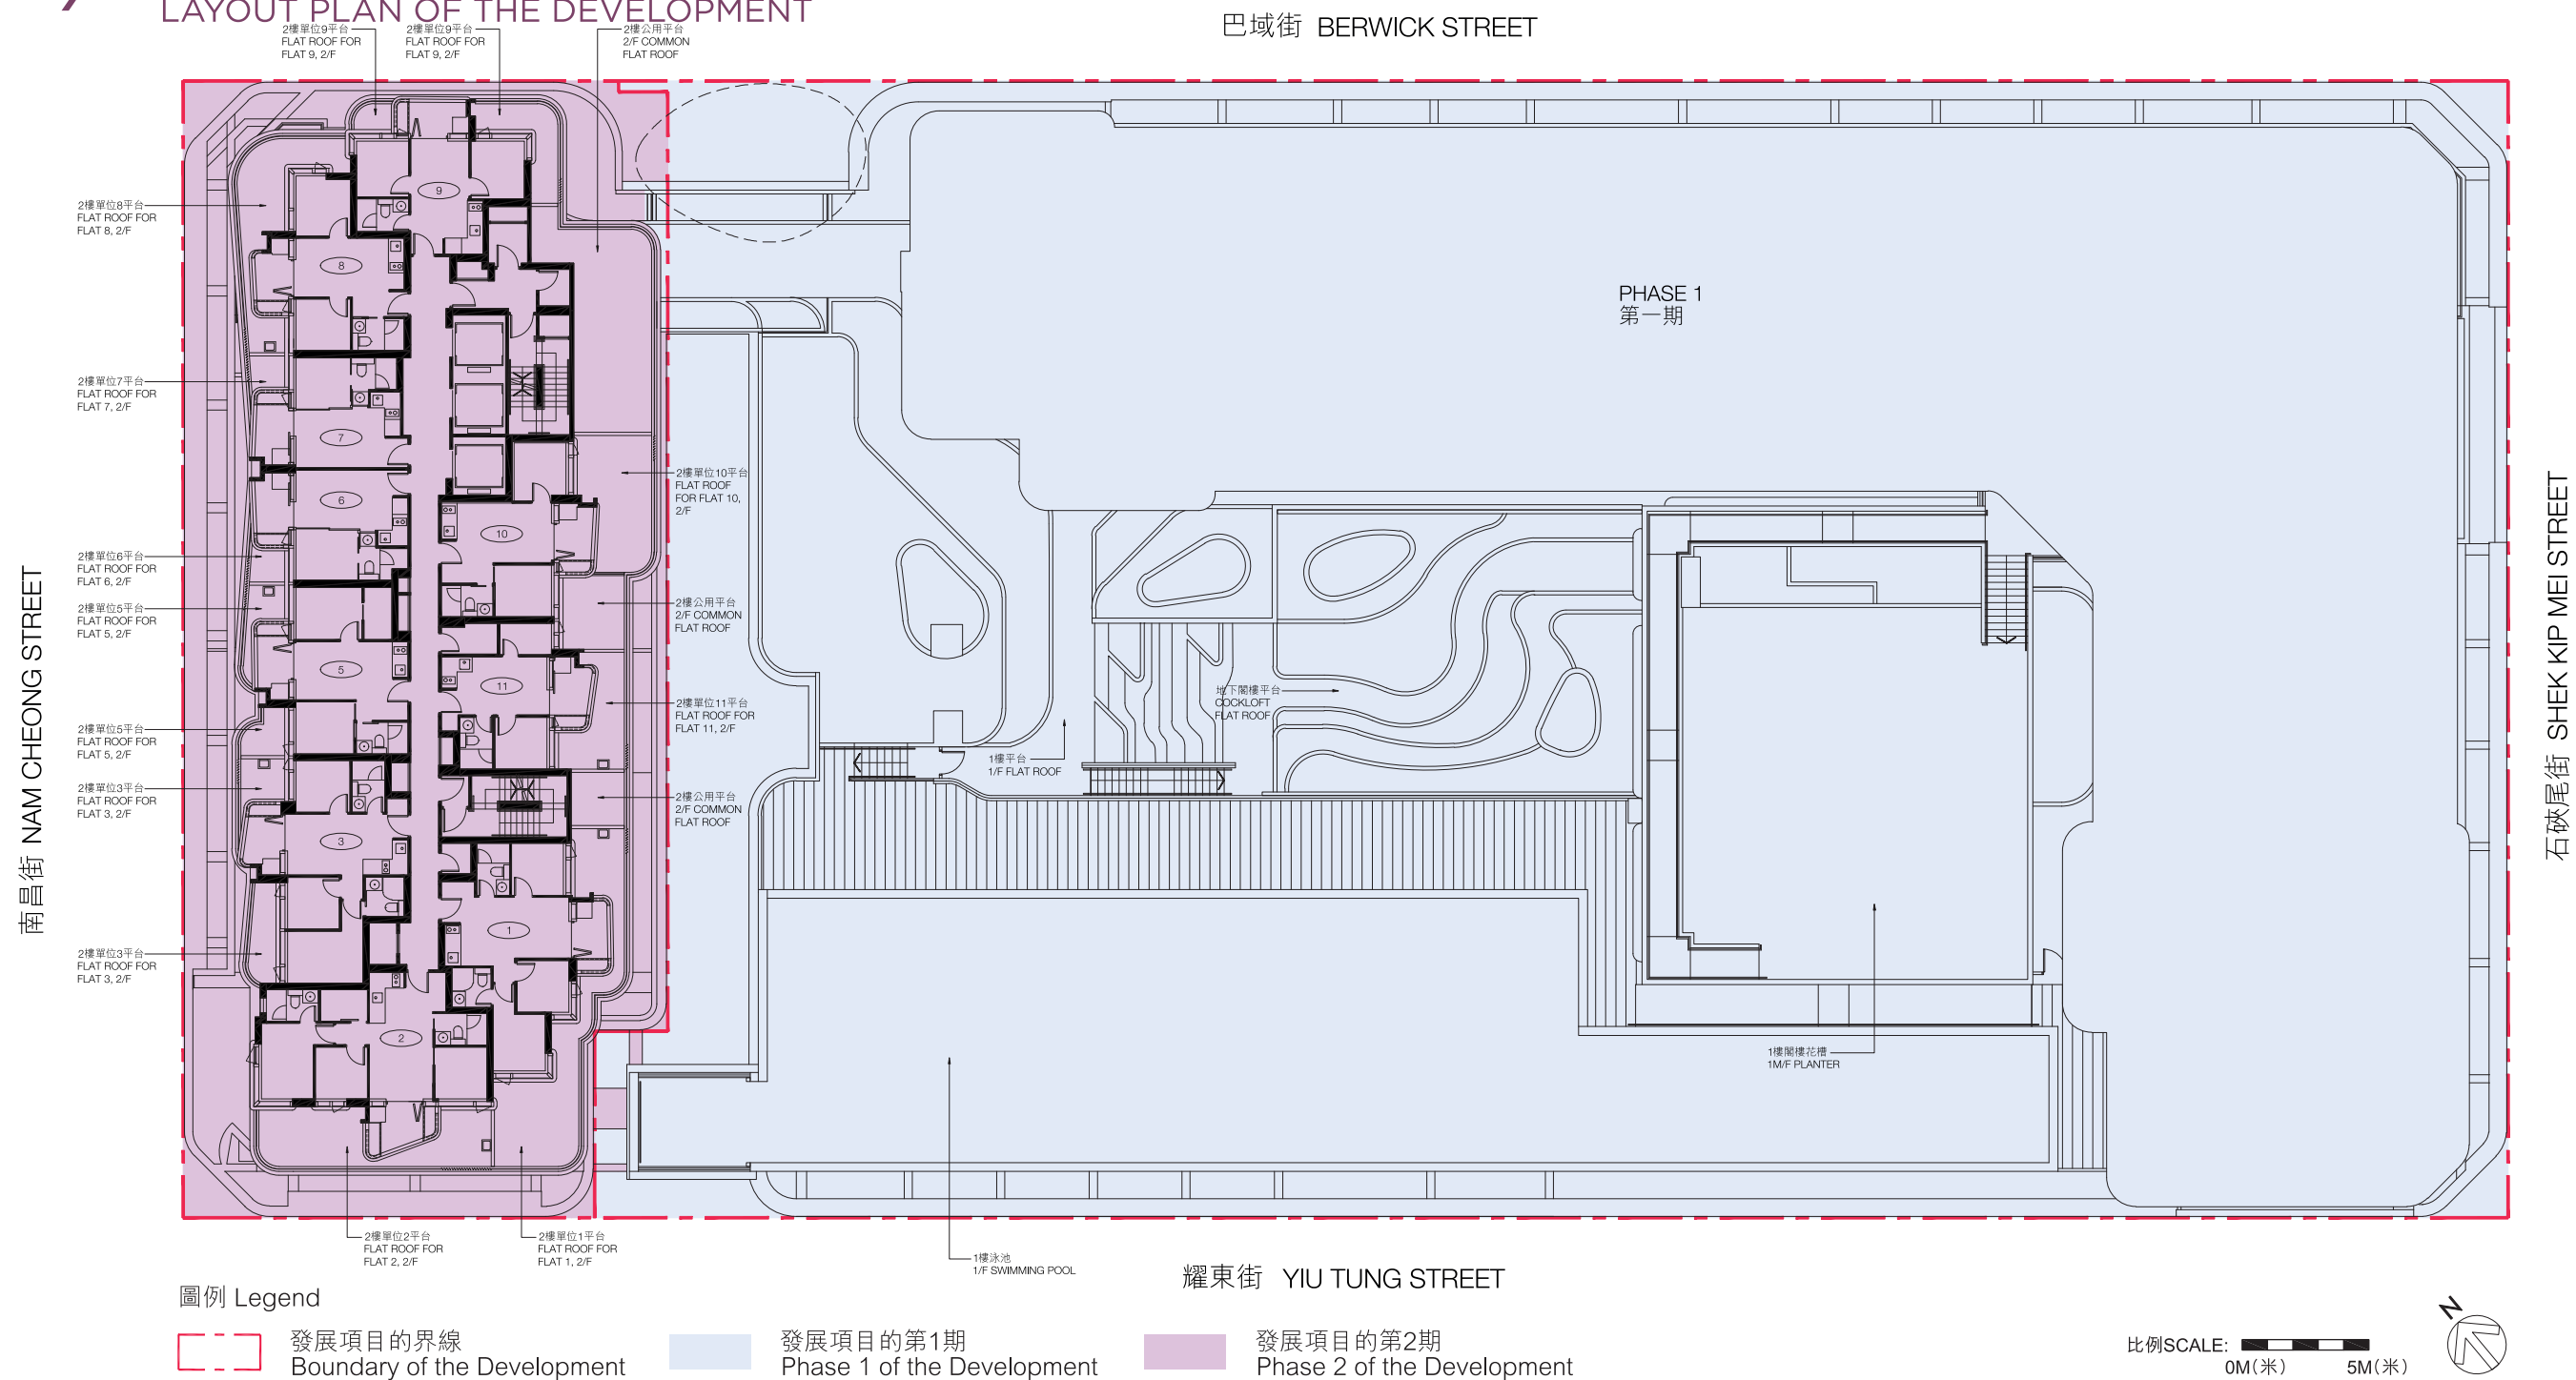 LAYOUT PLAN OF THE DEVELOPMENT
巴域街 BERWICK STREET
2樓單位9平台
FLAT ROOF FOR
FLAT 9, 2/F
2樓單位9平台
FLAT ROOF FOR
FLAT 9, 2/F
2樓公用平台
2/F COMMON
FLAT ROOF
2樓單位8平台
FLAT ROOF FOR
FLAT 8, 2/F
2樓單位7平台
FLAT ROOF FOR
FLAT 7, 2/F
2樓單位6平台
FLAT ROOF FOR
FLAT 6, 2/F
2樓單位5平台
FLAT ROOF FOR
FLAT 5, 2/F
2樓單位5平台
FLAT ROOF FOR
FLAT 5, 2/F
2樓單位3平台
FLAT ROOF FOR
FLAT 3, 2/F
2樓單位3平台
FLAT ROOF FOR
FLAT 3, 2/F
南昌街 NAM CHEONG STREET
9
8
7
6
10
5
11
3
1
2
2樓單位10平台
FLAT ROOF
FOR FLAT 10,
2/F
2樓公用平台
2/F COMMON
FLAT ROOF
2樓單位11平台
FLAT ROOF FOR
FLAT 11, 2/F
2樓公用平台
2/F COMMON
FLAT ROOF
PHASE 1
第一期
地下閣樓平台
COCKLOFT
FLAT ROOF
1樓平台
1/F FLAT ROOF
1樓閣樓花槽
1M/F PLANTER
石硤尾街 SHEK KIP MEI STREET
2樓單位2平台
FLAT ROOF FOR
FLAT 2, 2/F
2樓單位1平台
FLAT ROOF FOR
FLAT 1, 2/F
1樓泳池
1/F SWIMMING POOL
耀東街 YIU TUNG STREET
圖例 Legend
發展項目的界線
Boundary of the Development
發展項目的第1期
Phase 1 of the Development
發展項目的第2期
Phase 2 of the Development
比例SCALE:
0M(米) 5M(米)
N